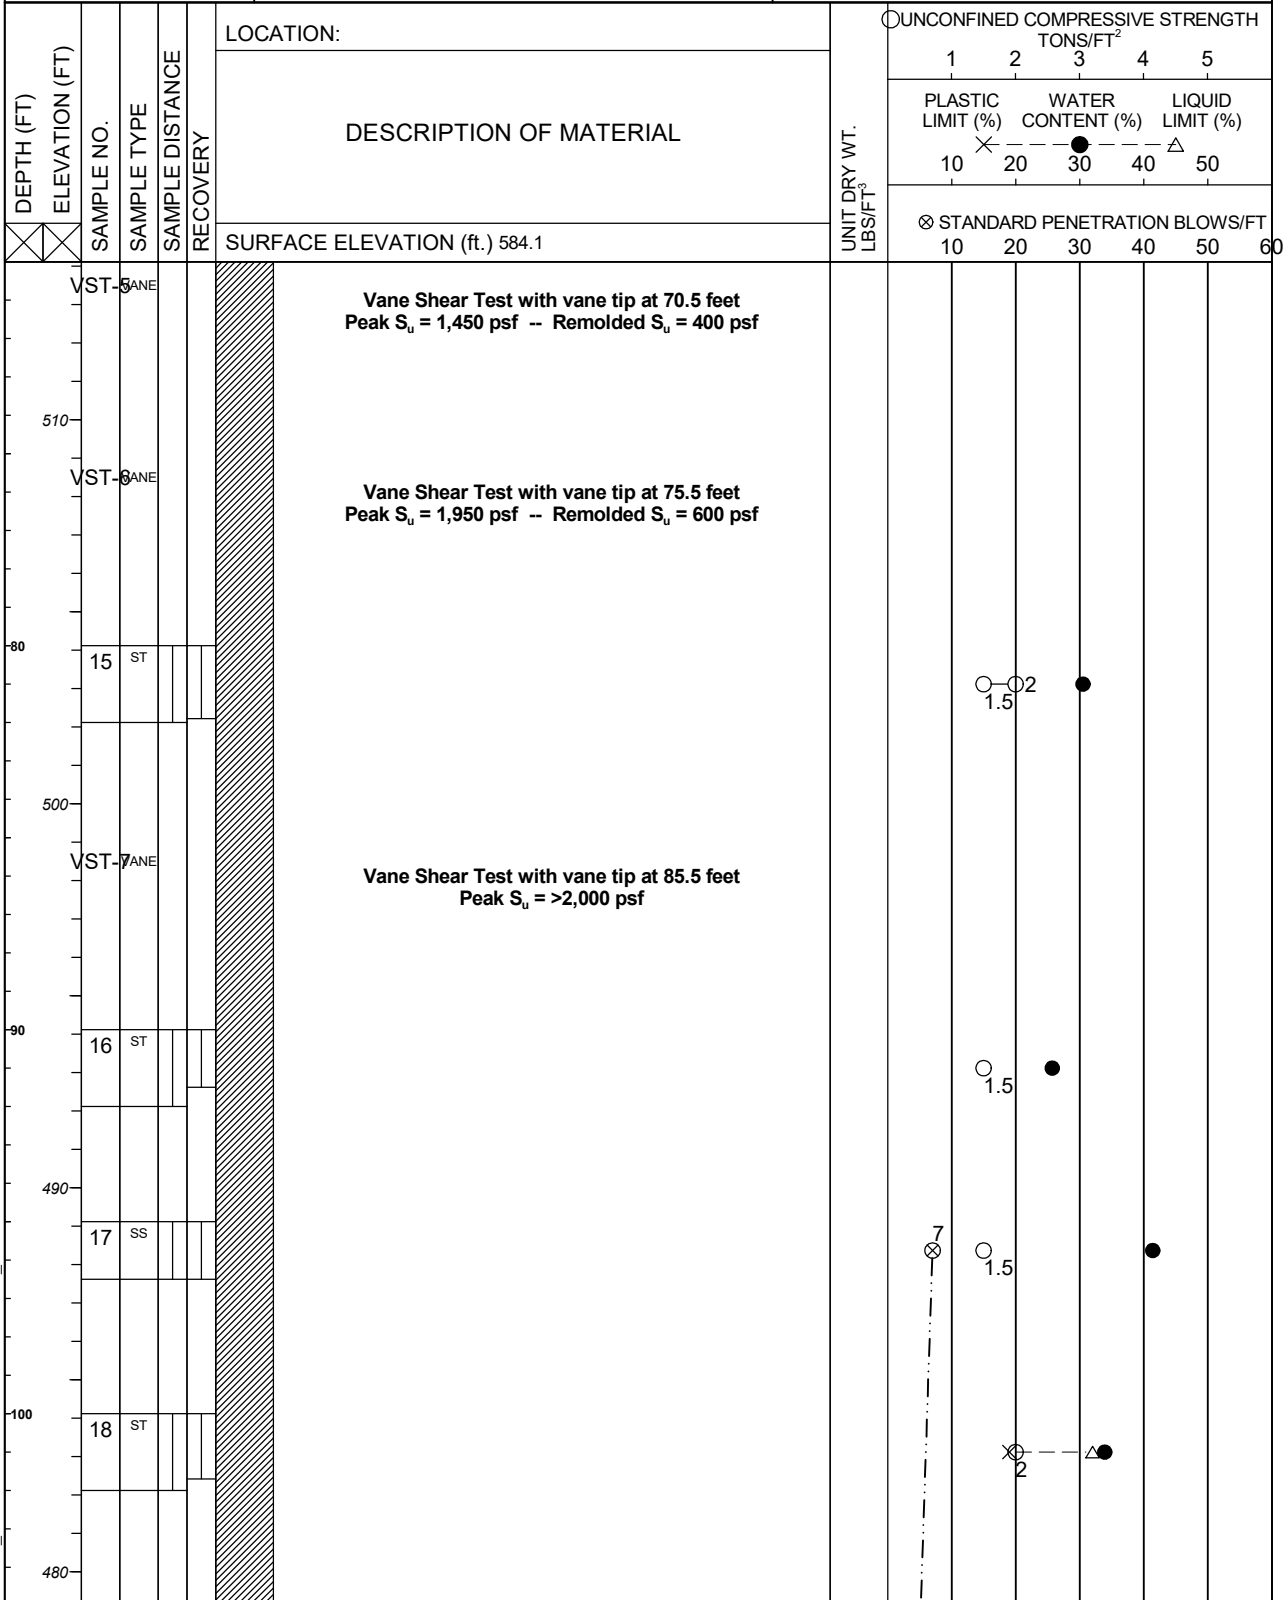 LOCATION:
DESCRIPTION OF MATERIAL
SURFACE ELEVATION (ft.) 584.1
DEPTH (FT)
ELEVATION (FT)
SAMPLE NO.
SAMPLE TYPE
SAMPLE DISTANCE
RECOVERY
UNIT DRY WT.
LBS/FT³
UNCONFINED COMPRESSIVE STRENGTH
TONS/FT²
1 2 3 4 5
PLASTIC LIMIT (%)
WATER CONTENT (%)
LIQUID LIMIT (%)
10 20 30 40 50
⊗ STANDARD PENETRATION BLOWS/FT
10 20 30 40 50 60
VST-5 VANE
Vane Shear Test with vane tip at 70.5 feet
Peak Su = 1,450 psf -- Remolded Su = 400 psf
510
VST-6 VANE
Vane Shear Test with vane tip at 75.5 feet
Peak Su = 1,950 psf -- Remolded Su = 600 psf
80
15 ST
2
1.5
500
VST-7 VANE
Vane Shear Test with vane tip at 85.5 feet
Peak Su = >2,000 psf
90
16 ST
1.5
490
17 SS
7
1.5
100
18 ST
2
480